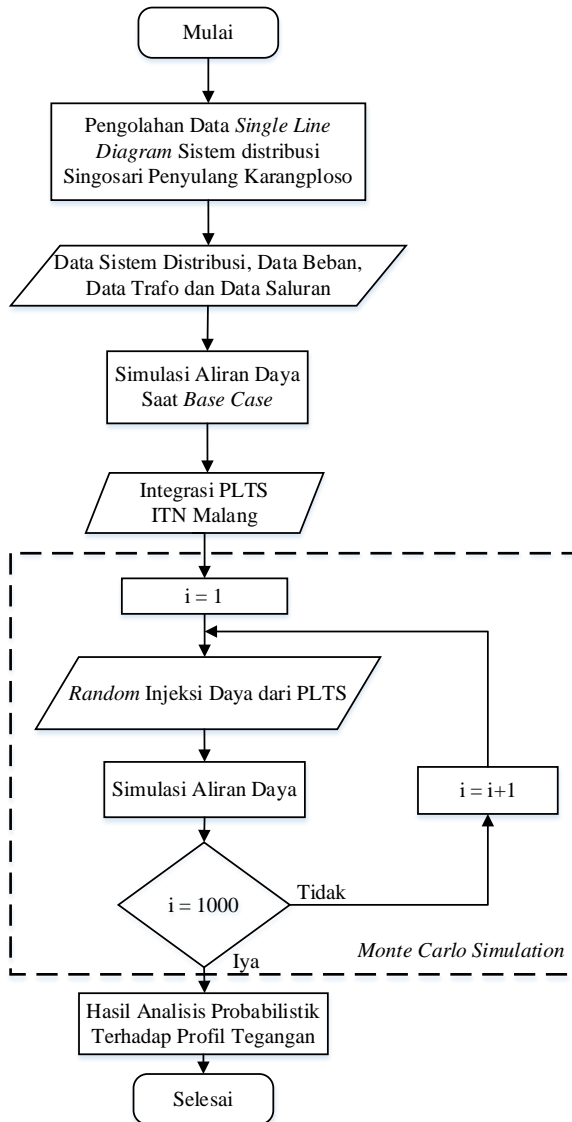 Mulai
Pengolahan Data Single Line
Diagram Sistem distribusi
Singosari Penyulang Karangploso
Data Sistem Distribusi, Data Beban,
Data Trafo dan Data Saluran
Simulasi Aliran Daya
Saat Base Case
Integrasi PLTS
ITN Malang
i = 1
Random Injeksi Daya dari PLTS
Simulasi Aliran Daya
i = i+1
i = 1000
Tidak
Iya
Monte Carlo Simulation
Hasil Analisis Probabilistik
Terhadap Profil Tegangan
Selesai